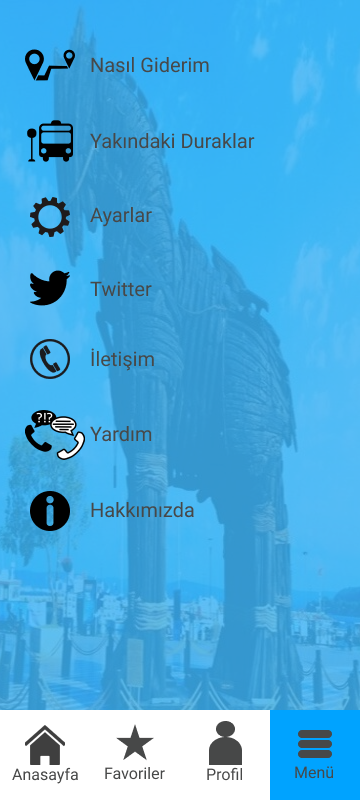 Nasıl Giderim
Yakındaki Duraklar
Ayarlar
Twitter
İletişim
?!?
Yardım
Hakkımızda
Anasayfa
Favoriler
Profil
Menü